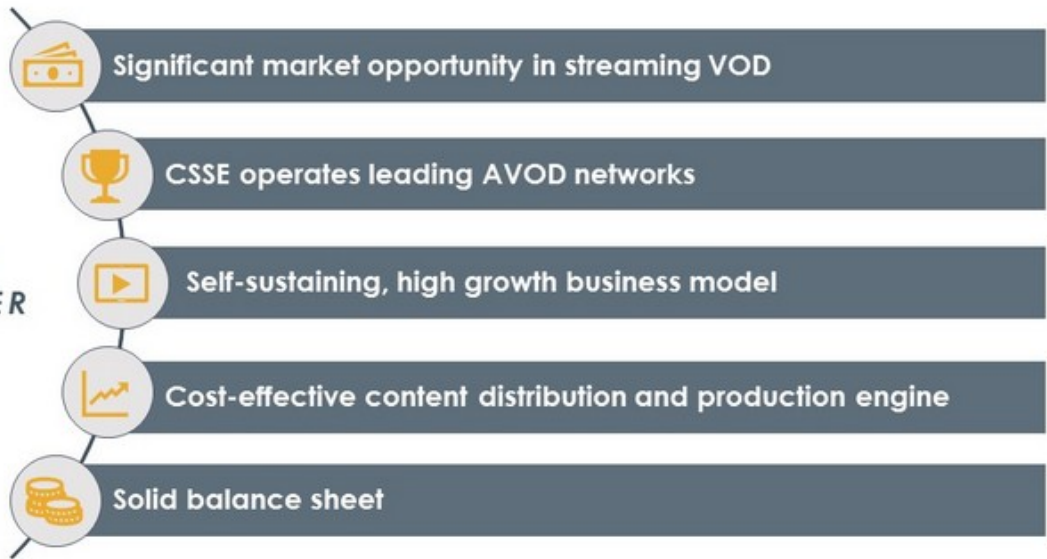 Significant market opportunity in streaming VOD
CSSE operates leading AVOD networks
Self-sustaining, high growth business model
Cost-effective content distribution and production engine
Solid balance sheet